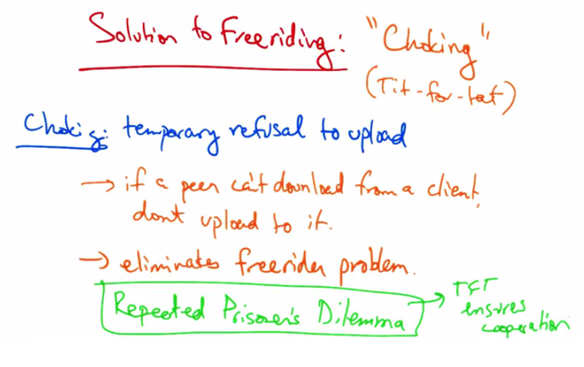 Solution to Freeriding: "Choking"
(Tit-for-tat)
Choking: temporary refusal to upload
→ if a peer can't download from a client,
don't upload to it.
→ eliminates freerider problem.
Repeated Prisoner's Dilemma → TFT
ensures
cooperation